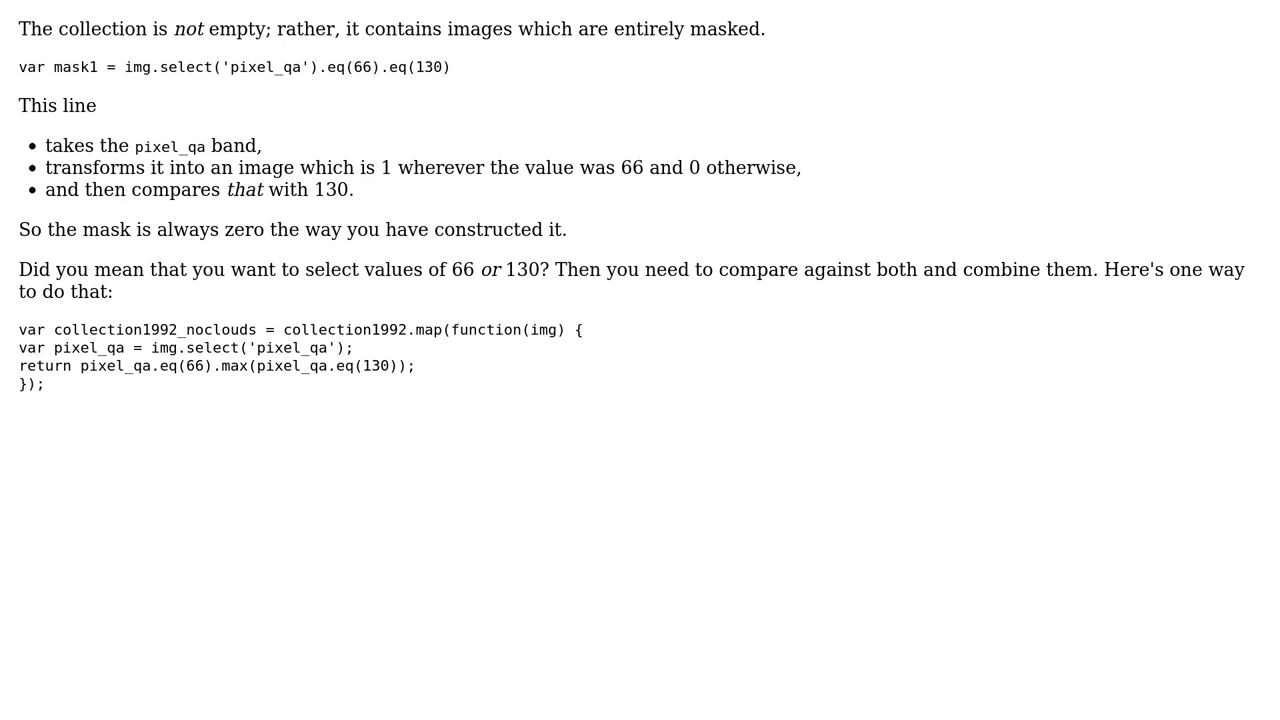 The collection is not empty; rather, it contains images which are entirely masked.
var mask1 = img.select('pixel_qa').eq(66).eq(130)
This line
• takes the pixel_qa band,
• transforms it into an image which is 1 wherever the value was 66 and 0 otherwise,
• and then compares that with 130.
So the mask is always zero the way you have constructed it.
Did you mean that you want to select values of 66 or 130? Then you need to compare against both and combine them. Here's one way
to do that:
var collection1992_noclouds = collection1992.map(function(img) {
var pixel_qa = img.select('pixel_qa');
return pixel_qa.eq(66).max(pixel_qa.eq(130));
});